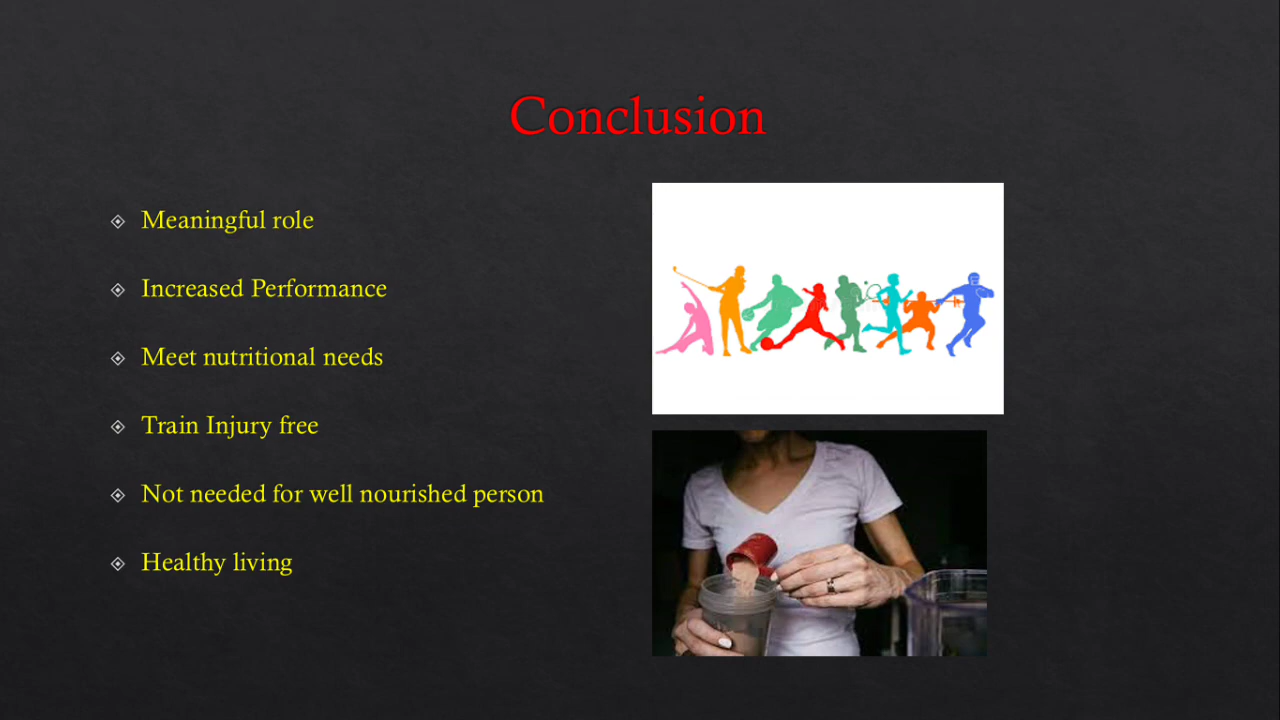 Conclusion
Meaningful role
Increased Performance
Meet nutritional needs
Train Injury free
Not needed for well nourished person
Healthy living